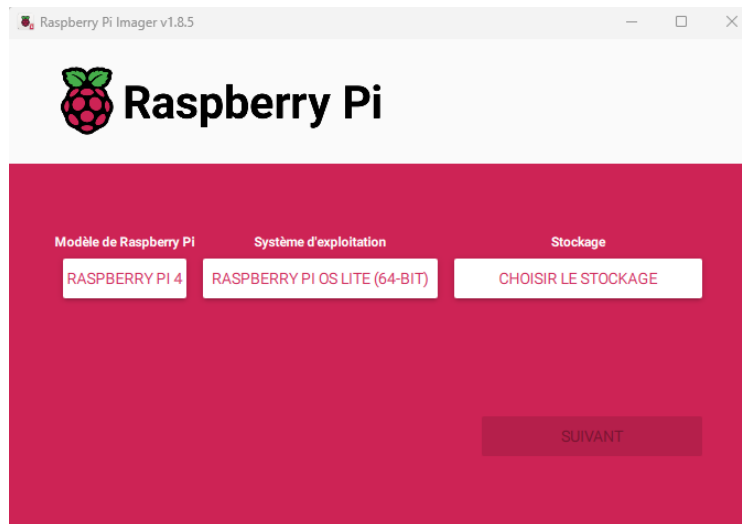 Raspberry Pi Imager v1.8.5
Raspberry Pi
Modèle de Raspberry Pi
Système d'exploitation
Stockage
RASPBERRY PI 4
RASPBERRY PI OS LITE (64-BIT)
CHOISIR LE STOCKAGE
SUIVANT